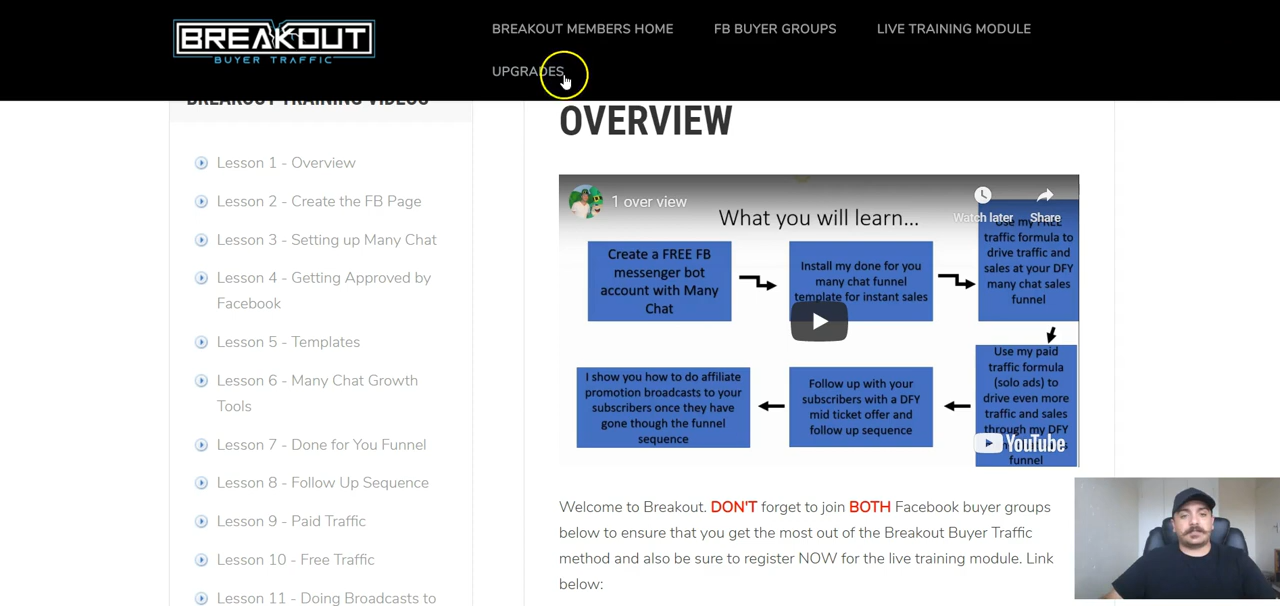 BREAKOUT
BUYER TRAFFIC
BREAKOUT MEMBERS HOME
FB BUYER GROUPS
LIVE TRAINING MODULE
UPGRADES
BREAKOUT TRAINING VIDEOS
Lesson 1 - Overview
Lesson 2 - Create the FB Page
Lesson 3 - Setting up Many Chat
Lesson 4 - Getting Approved by
Facebook
Lesson 5 - Templates
Lesson 6 - Many Chat Growth
Tools
Lesson 7 - Done for You Funnel
Lesson 8 - Follow Up Sequence
Lesson 9 - Paid Traffic
Lesson 10 - Free Traffic
Lesson 11 - Doing Broadcasts to
OVERVIEW
1 over view
What you will learn...
Watch later
Share
Create a FREE FB
messenger bot
account with Many
Chat
Install my done for you
many chat funnel
template for instant sales
Use my FREE
traffic formula to
drive traffic and
sales at your DFY
many chat sales
funnel
Use my paid
traffic formula
(solo ads) to
drive even more
traffic and sales
through my DFY
funnel
Follow up with your
subscribers with a DFY
mid ticket offer and
follow up sequence
I show you how to do affiliate
promotion broadcasts to your
subscribers once they have
gone though the funnel
sequence
YouTube
Welcome to Breakout. DON'T forget to join BOTH Facebook buyer groups
below to ensure that you get the most out of the Breakout Buyer Traffic
method and also be sure to register NOW for the live training module. Link
below: